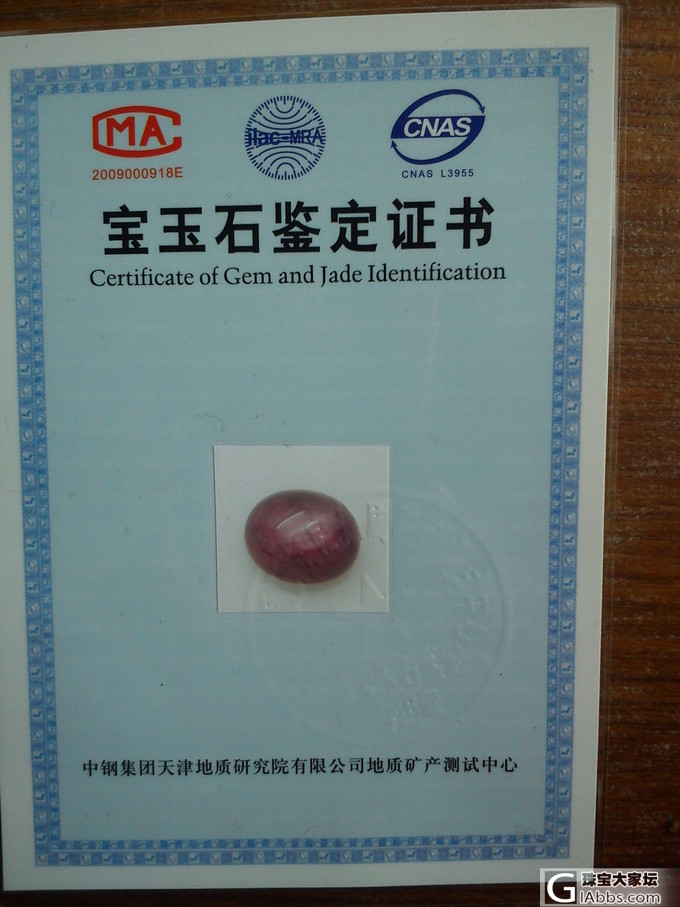 CMA
ilac-MRA
CNAS
2009000918E
CNAS L3955
宝玉石鉴定证书
Certificate of Gem and Jade Identification
中钢集团天津地质研究院有限公司地质矿产测试中心
G 珠宝大家坛
GIAbbs.com